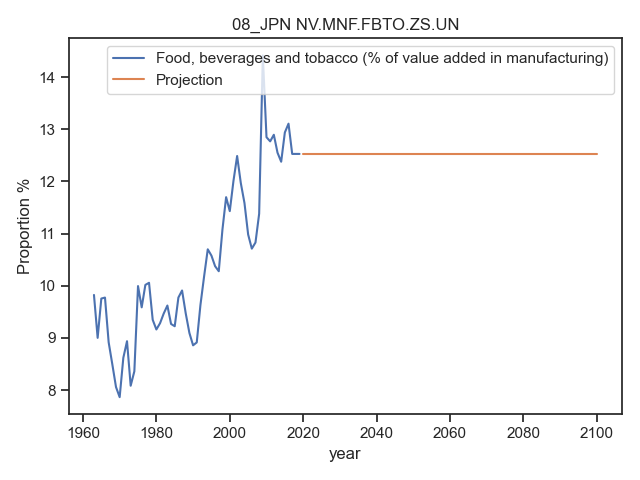 08_JPN NV.MNF.FBTO.ZS.UN
Food, beverages and tobacco (% of value added in manufacturing)
Projection
14
13
12
11
10
9
8
Proportion %
1960 1980 2000 2020 2040 2060 2080 2100
year